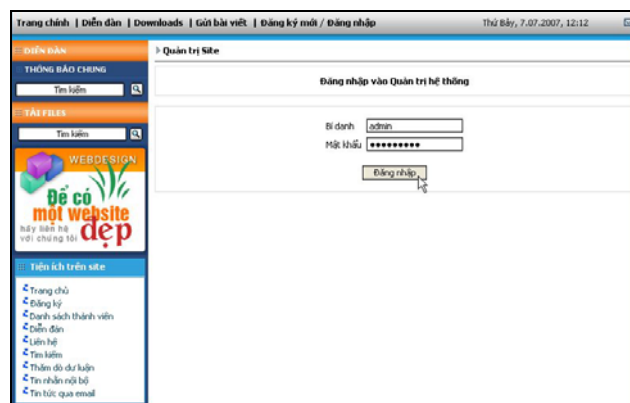 Trang chính | Diễn đàn | Downloads | Gửi bài viết | Đăng ký mới / Đăng nhập
Thứ Bảy, 7.07.2007, 12:12
DIỄN ĐÀN
THÔNG BÁO CHUNG
Tìm kiếm
TẢI FILES
Tìm kiếm
WEBDESIGN
Để có
một website
hãy liên hệ
với chúng tôi
đẹp
Tiện ích trên site
Trang chủ
Đăng ký
Danh sách thành viên
Diễn đàn
Liên hệ
Tìm kiếm
Thăm dò dư luận
Tin nhắn nội bộ
Tin tức qua email
Quản trị Site
Đăng nhập vào Quản trị hệ thống
Bí danh admin
Mật khẩu •••••••••
Đăng nhập